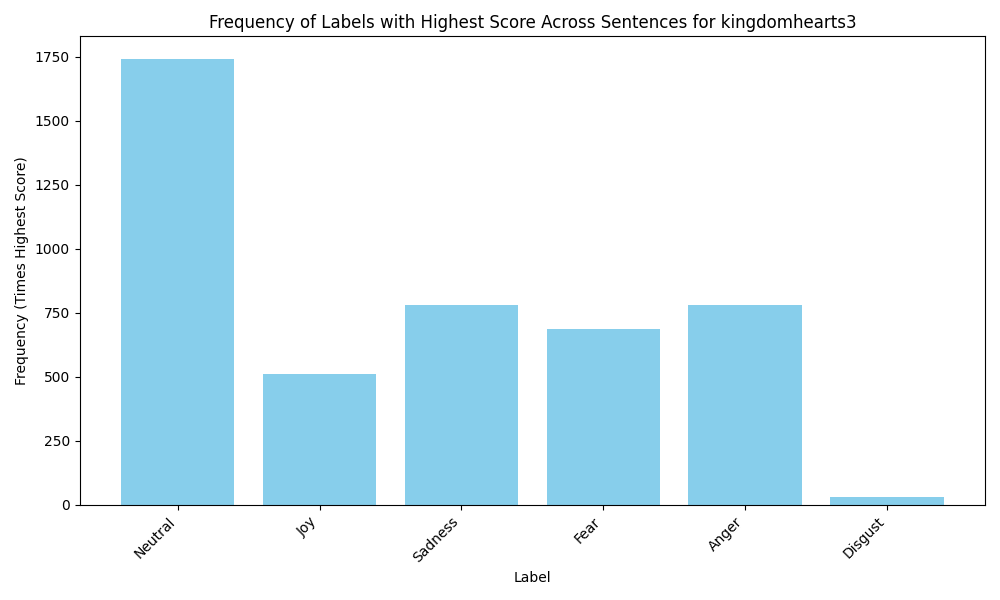 Frequency of Labels with Highest Score Across Sentences for kingdomhearts3
Frequency (Times Highest Score)
1750
1500
1250
1000
750
500
250
0
Neutral
Joy
Sadness
Fear
Anger
Disgust
Label